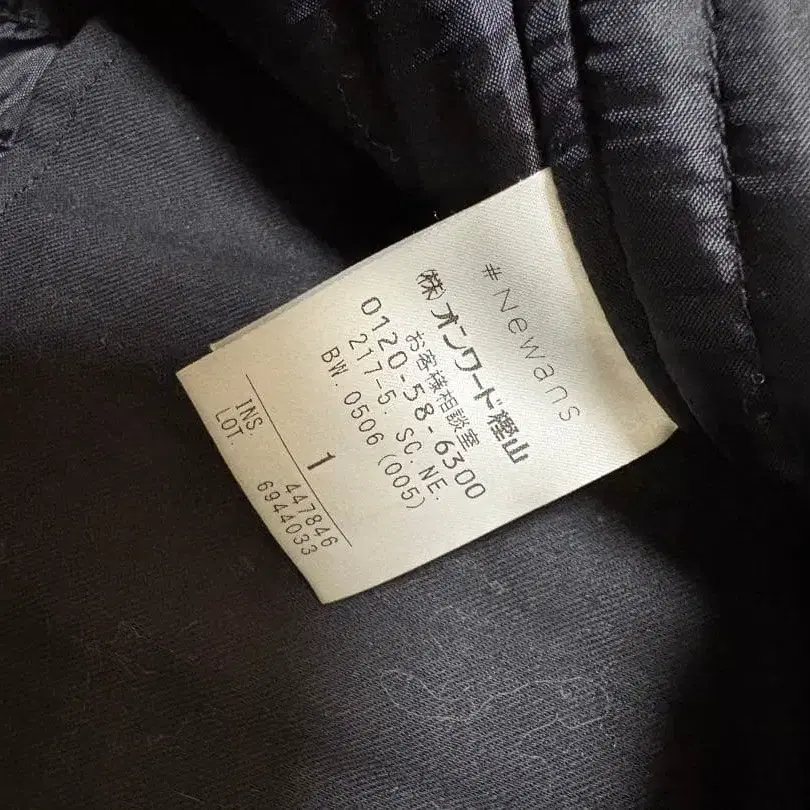 #Newans
(株)オンワード樫山
お客様相談室
0120-58-6300
217-5. SC.NE.
BW. 0506 (005)
1
INS. 447846
LOT. 6944033